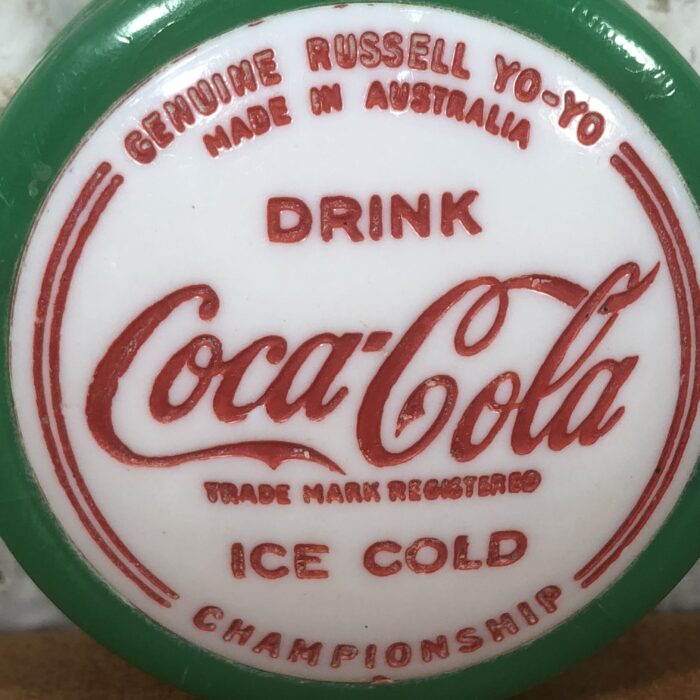 GENUINE RUSSELL YO-YO
MADE IN AUSTRALIA
DRINK
Coca-Cola
TRADE MARK REGISTERED
ICE COLD
CHAMPIONSHIP